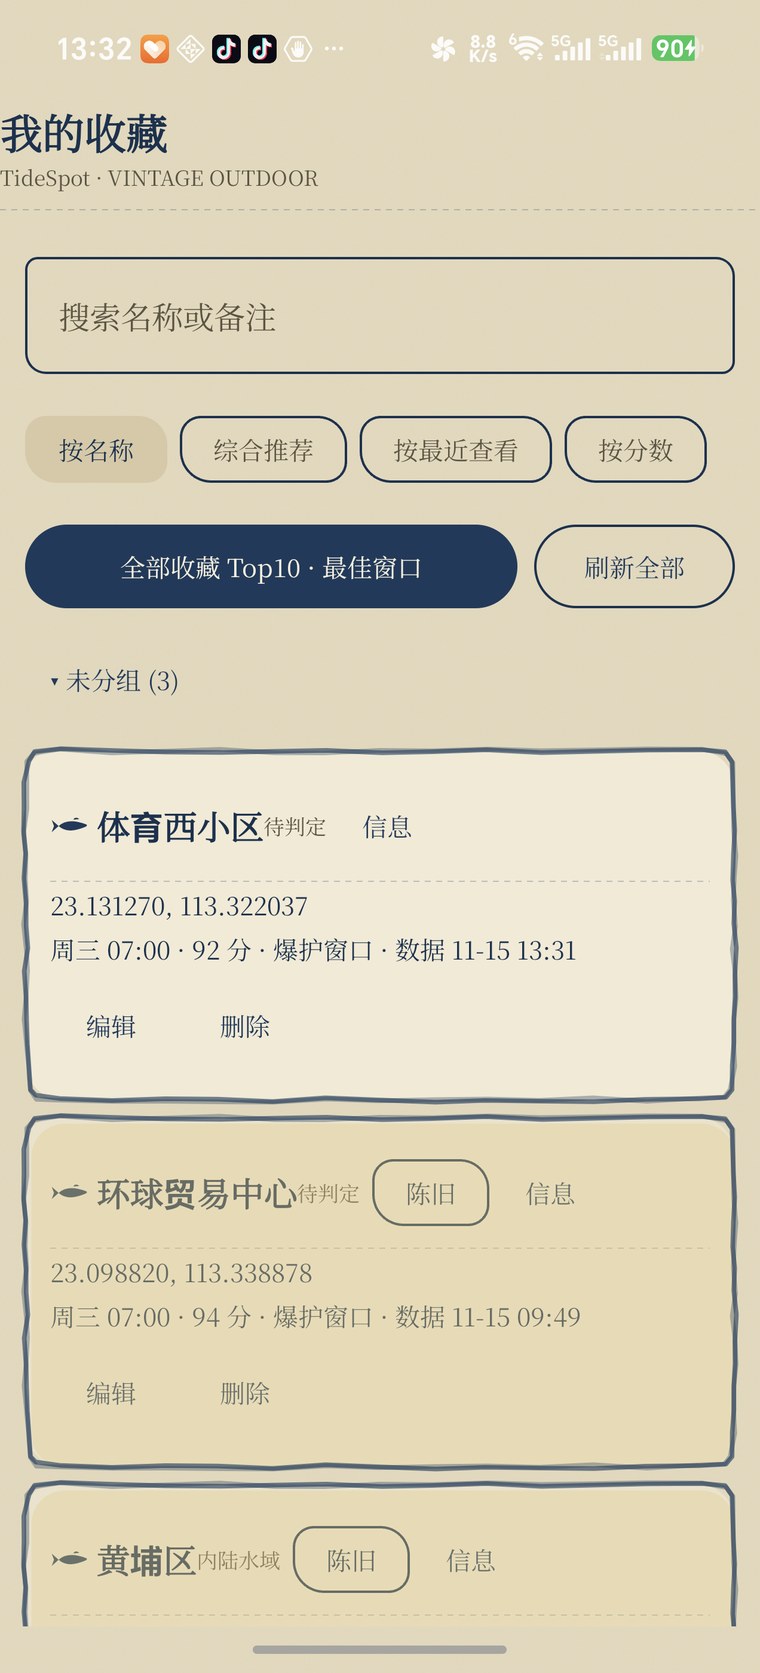 13:32 ··· 8.8 K/s 6 5G 5G 90
我的收藏
TideSpot · VINTAGE OUTDOOR
搜索名称或备注
按名称 综合推荐 按最近查看 按分数
全部收藏 Top10 · 最佳窗口 刷新全部
▾ 未分组 (3)
体育西小区待判定 信息
23.131270, 113.322037
周三 07:00 · 92 分 · 爆护窗口 · 数据 11-15 13:31
编辑 删除
环球贸易中心待判定 陈旧 信息
23.098820, 113.338878
周三 07:00 · 94 分 · 爆护窗口 · 数据 11-15 09:49
编辑 删除
黄埔区内陆水域 陈旧 信息